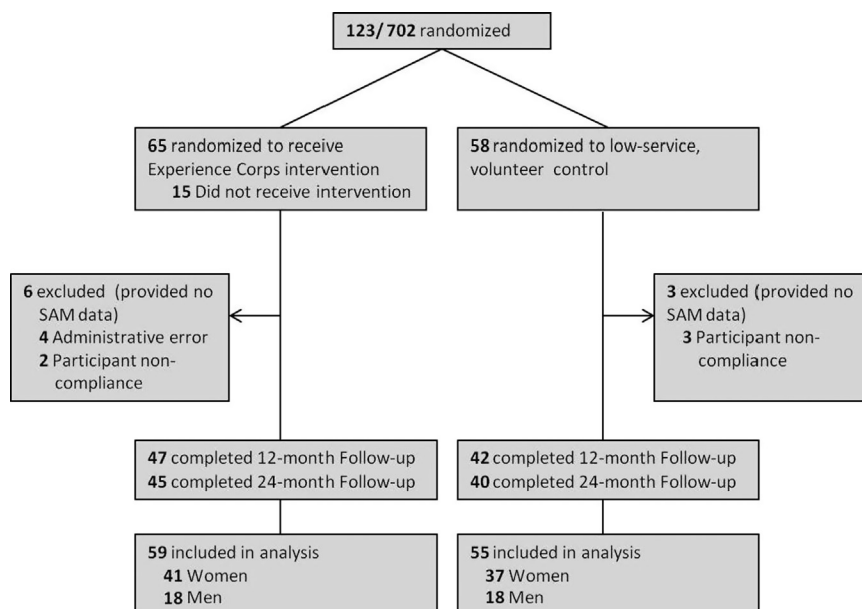 123/ 702 randomized
65 randomized to receive
Experience Corps intervention
15 Did not receive intervention
58 randomized to low-service,
volunteer control
6 excluded (provided no
SAM data)
4 Administrative error
2 Participant non-
compliance
3 excluded (provided no
SAM data)
3 Participant non-
compliance
47 completed 12-month Follow-up
45 completed 24-month Follow-up
42 completed 12-month Follow-up
40 completed 24-month Follow-up
59 included in analysis
41 Women
18 Men
55 included in analysis
37 Women
18 Men